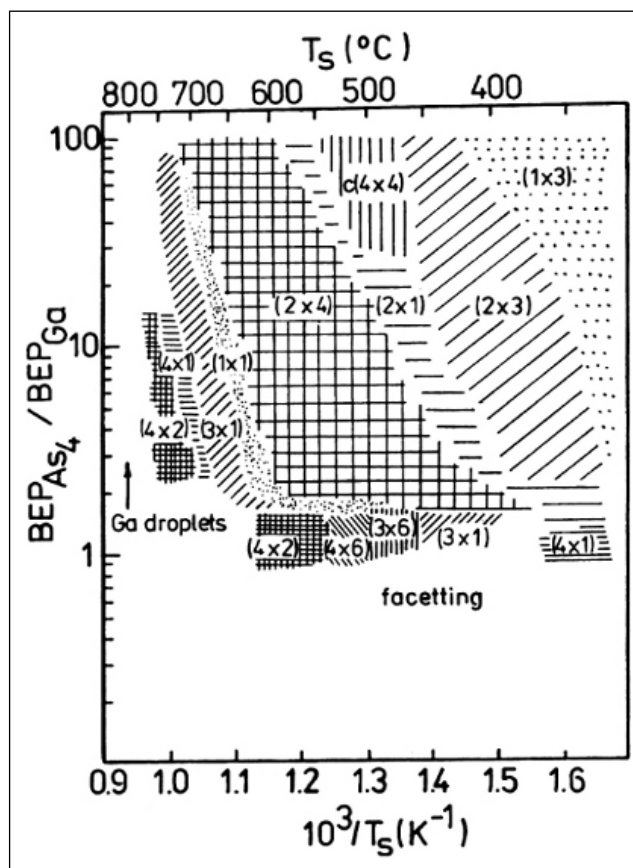 Tₛ (°C)
800 700 600 500 400
100
c(4×4)
(1×3)
(2×4)
(2×1)
(2×3)
10
(4×1)
(1×1)
(4×2)
(3×1)
Ga droplets
BEP_As₄ / BEP_Ga
1
(4×2)
(4×6)
(3×6)
(3×1)
(4×1)
facetting
0.9 1.0 1.1 1.2 1.3 1.4 1.5 1.6
10³/Tₛ(K⁻¹)